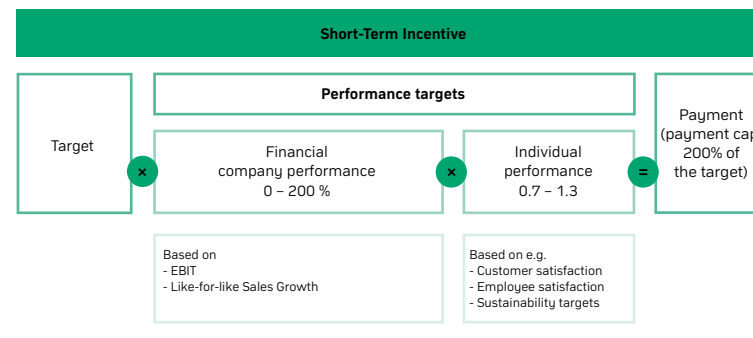 Short-Term Incentive
Target
×
Performance targets
Financial
company performance
0 – 200 %
×
Individual
performance
0.7 – 1.3
=
Payment
(payment cap
200% of
the target)
Based on
- EBIT
- Like-for-like Sales Growth
Based on e.g.
- Customer satisfaction
- Employee satisfaction
- Sustainability targets